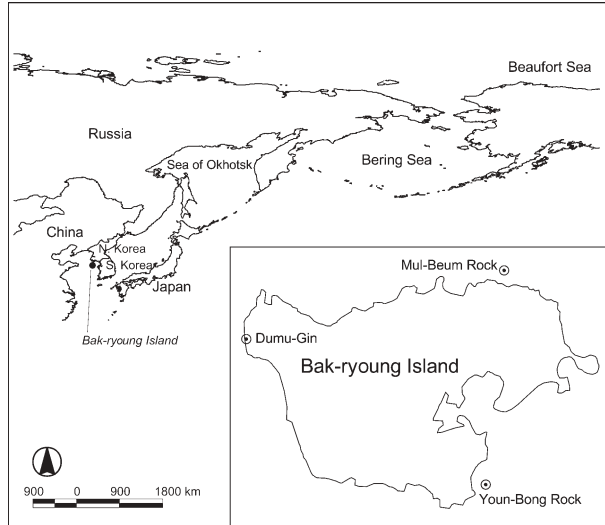 Beaufort Sea
Russia
Sea of Okhotsk
Bering Sea
China
N. Korea
S. Korea
Japan
Bak-ryoung Island
Mul-Beum Rock
Dumu-Gin
Bak-ryoung Island
Youn-Bong Rock
900 0 900 1800 km